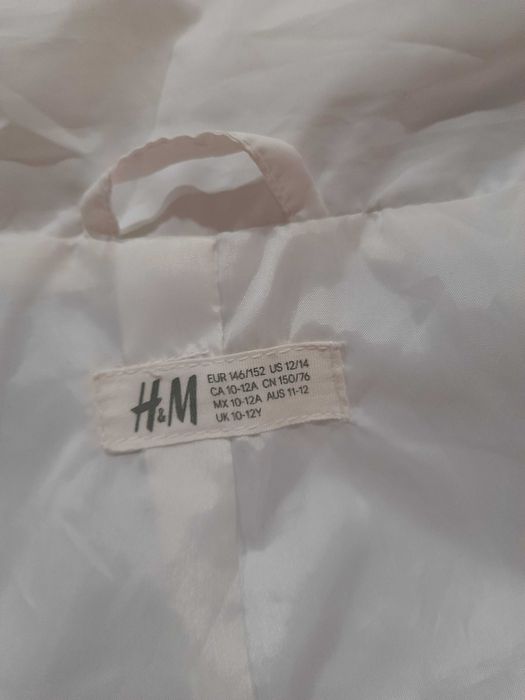 H&M
EUR 146/152 US 12/14
CA 10-12A CN 150/76
MX 10-12A AUS 11-12
UK 10-12Y